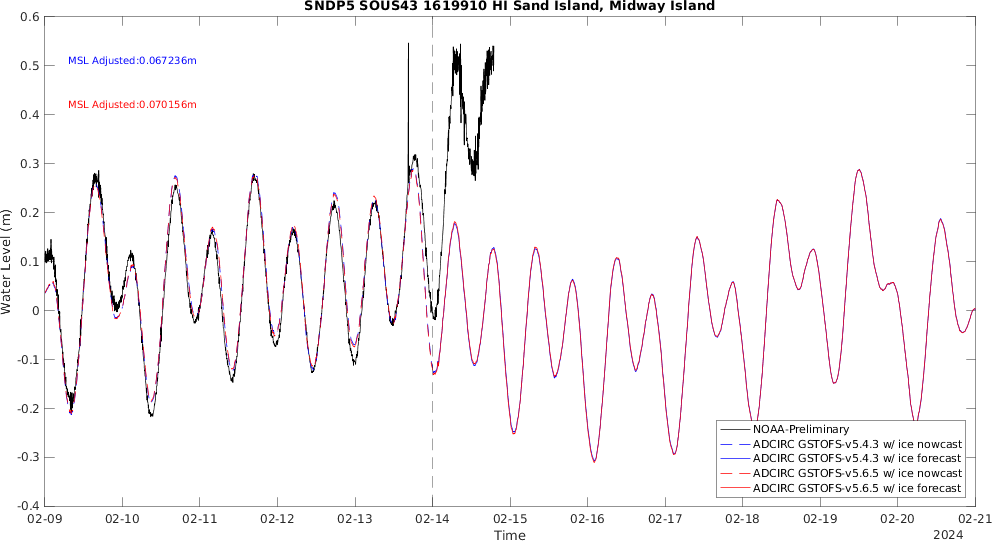 SNDP5 SOUS43 1619910 HI Sand Island, Midway Island
0.6
0.5
0.4
0.3
0.2
0.1
0
-0.1
-0.2
-0.3
-0.4
Water Level (m)
MSL Adjusted:0.067236m
MSL Adjusted:0.070156m
NOAA-Preliminary
ADCIRC GSTOFS-v5.4.3 w/ ice nowcast
ADCIRC GSTOFS-v5.4.3 w/ ice forecast
ADCIRC GSTOFS-v5.6.5 w/ ice nowcast
ADCIRC GSTOFS-v5.6.5 w/ ice forecast
02-09 02-10 02-11 02-12 02-13 02-14 02-15 02-16 02-17 02-18 02-19 02-20 02-21
Time
2024